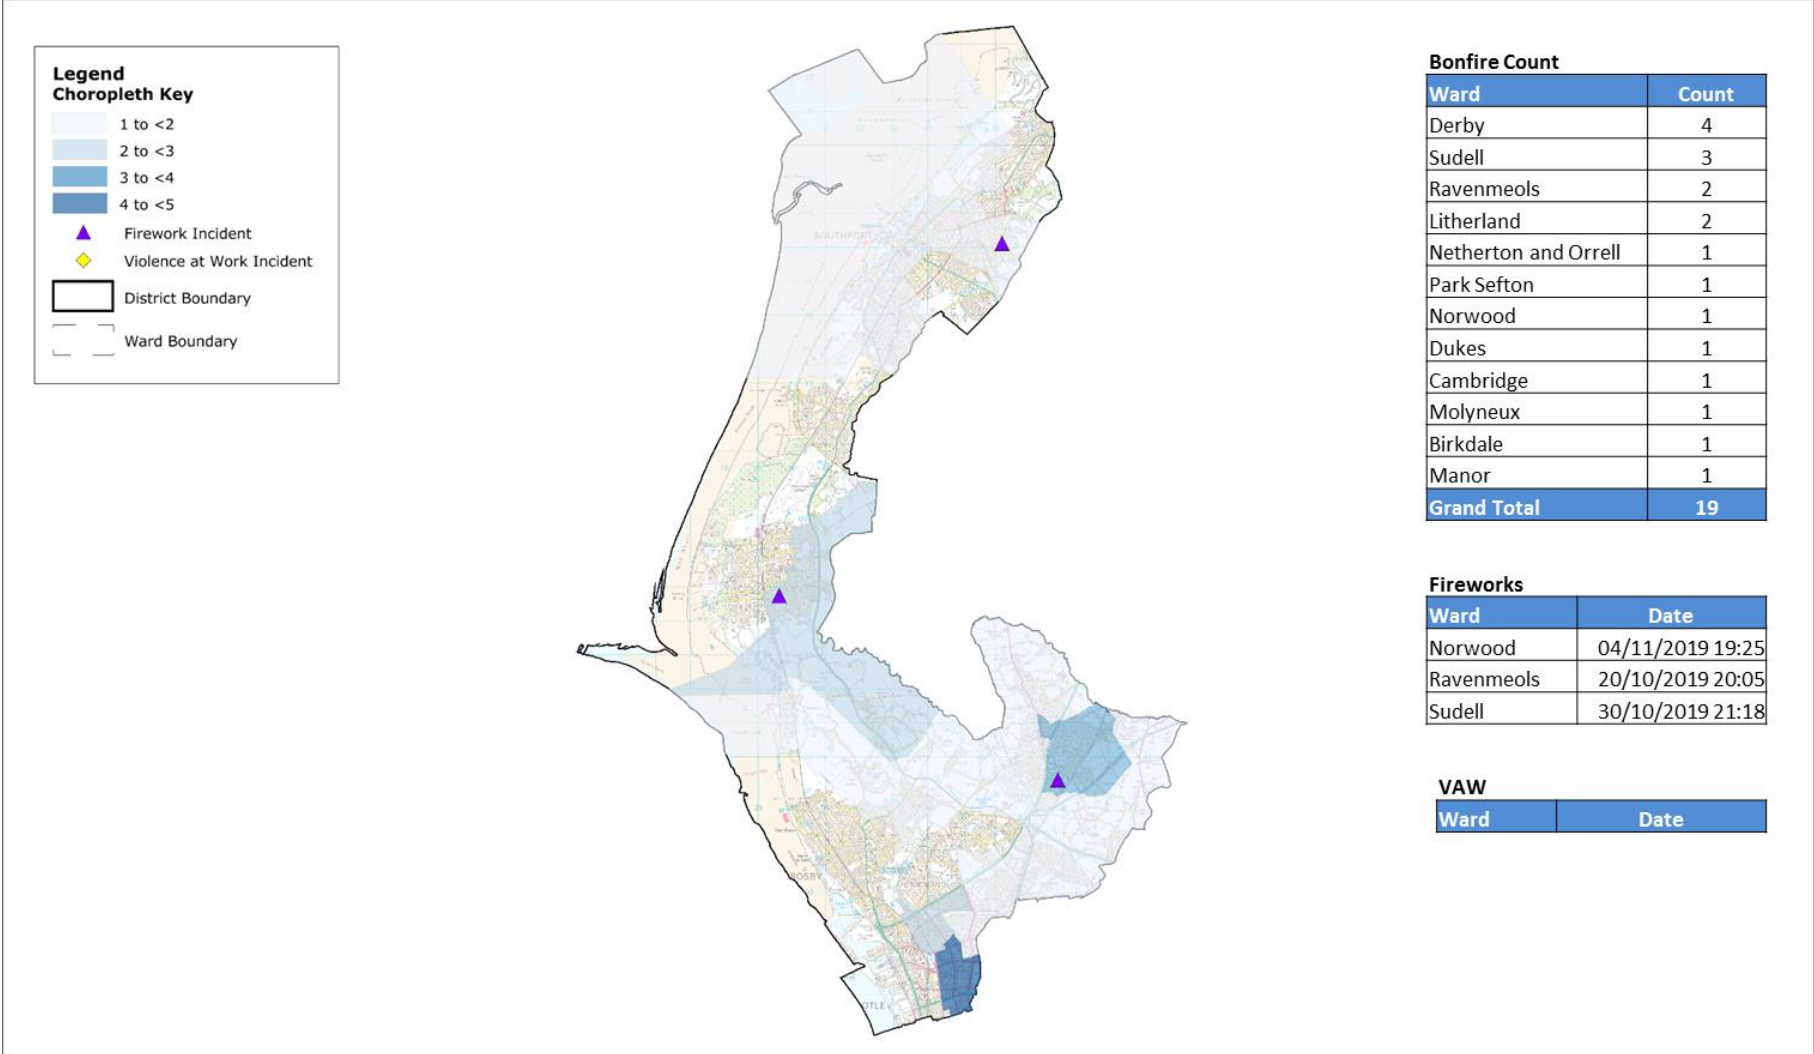 Legend
Choropleth Key
1 to <2
2 to <3
3 to <4
4 to <5
Firework Incident
Violence at Work Incident
District Boundary
Ward Boundary
SOUTHPORT
ROSBY
OTLE
Bonfire Count
Ward Count
Derby 4
Sudell 3
Ravenmeols 2
Litherland 2
Netherton and Orrell 1
Park Sefton 1
Norwood 1
Dukes 1
Cambridge 1
Molyneux 1
Birkdale 1
Manor 1
Grand Total 19
Fireworks
Ward Date
Norwood 04/11/2019 19:25
Ravenmeols 20/10/2019 20:05
Sudell 30/10/2019 21:18
VAW
Ward Date